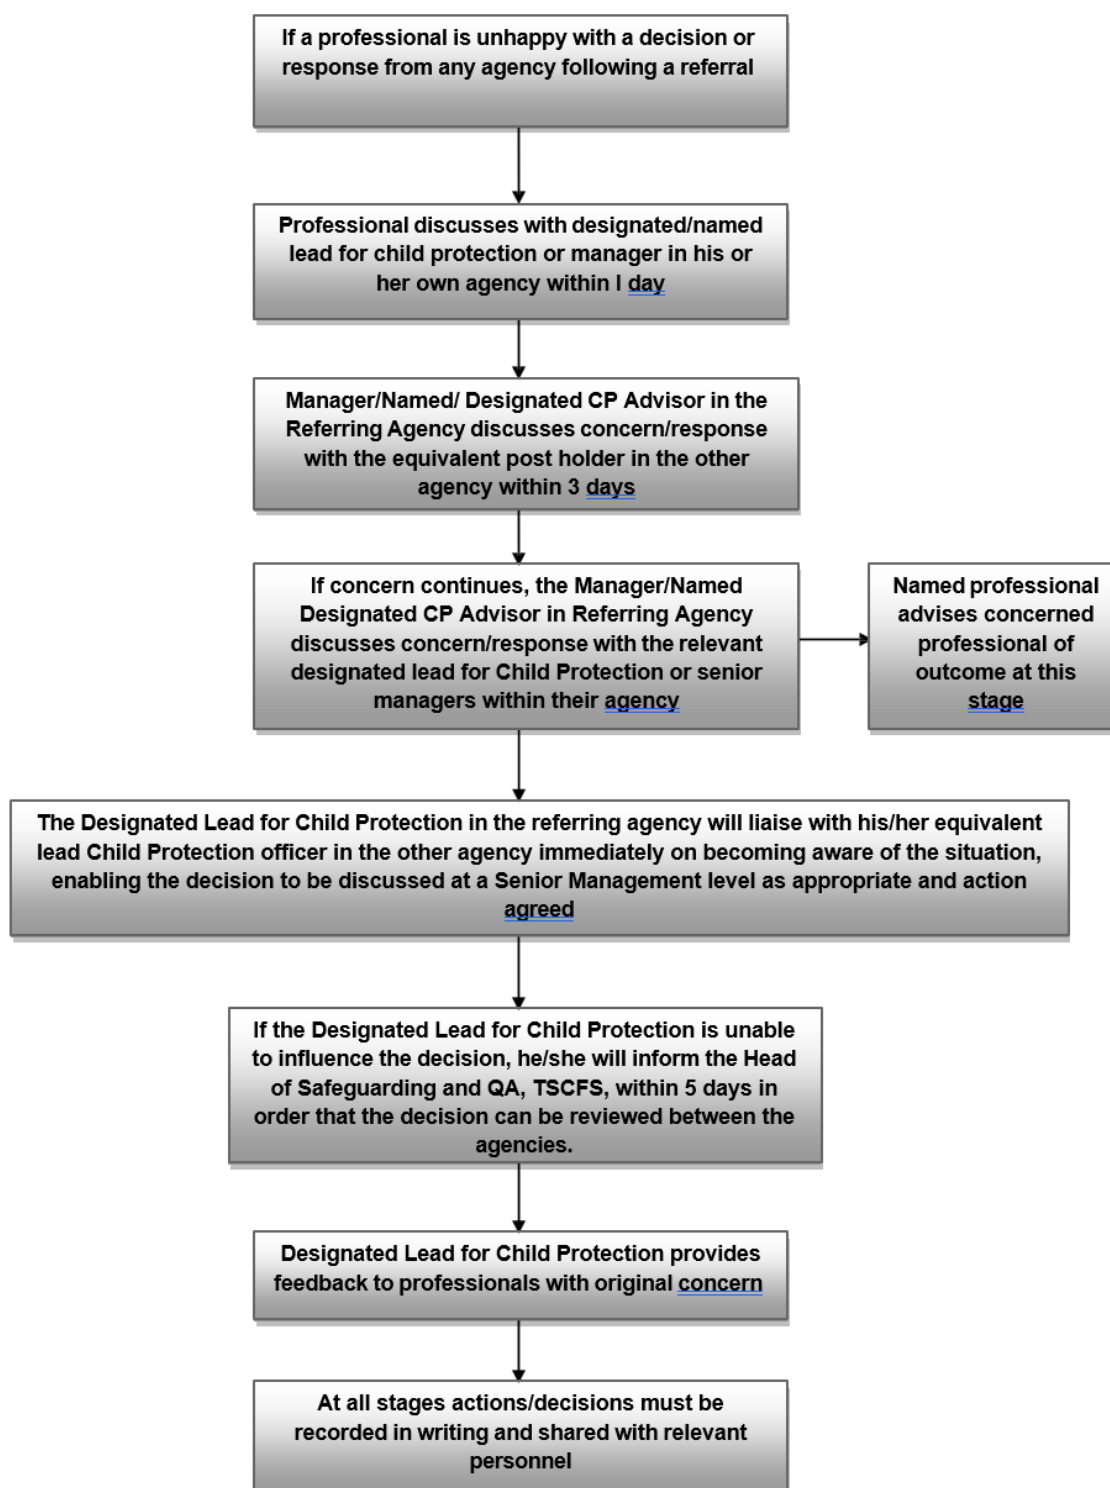 If a professional is unhappy with a decision or
response from any agency following a referral
Professional discusses with designated/named
lead for child protection or manager in his or
her own agency within I day
Manager/Named/ Designated CP Advisor in the
Referring Agency discusses concern/response
with the equivalent post holder in the other
agency within 3 days
If concern continues, the Manager/Named
Designated CP Advisor in Referring Agency
discusses concern/response with the relevant
designated lead for Child Protection or senior
managers within their agency
Named professional
advises concerned
professional of
outcome at this
stage
The Designated Lead for Child Protection in the referring agency will liaise with his/her equivalent
lead Child Protection officer in the other agency immediately on becoming aware of the situation,
enabling the decision to be discussed at a Senior Management level as appropriate and action
agreed
If the Designated Lead for Child Protection is unable
to influence the decision, he/she will inform the Head
of Safeguarding and QA, TSCFS, within 5 days in
order that the decision can be reviewed between the
agencies.
Designated Lead for Child Protection provides
feedback to professionals with original concern
At all stages actions/decisions must be
recorded in writing and shared with relevant
personnel